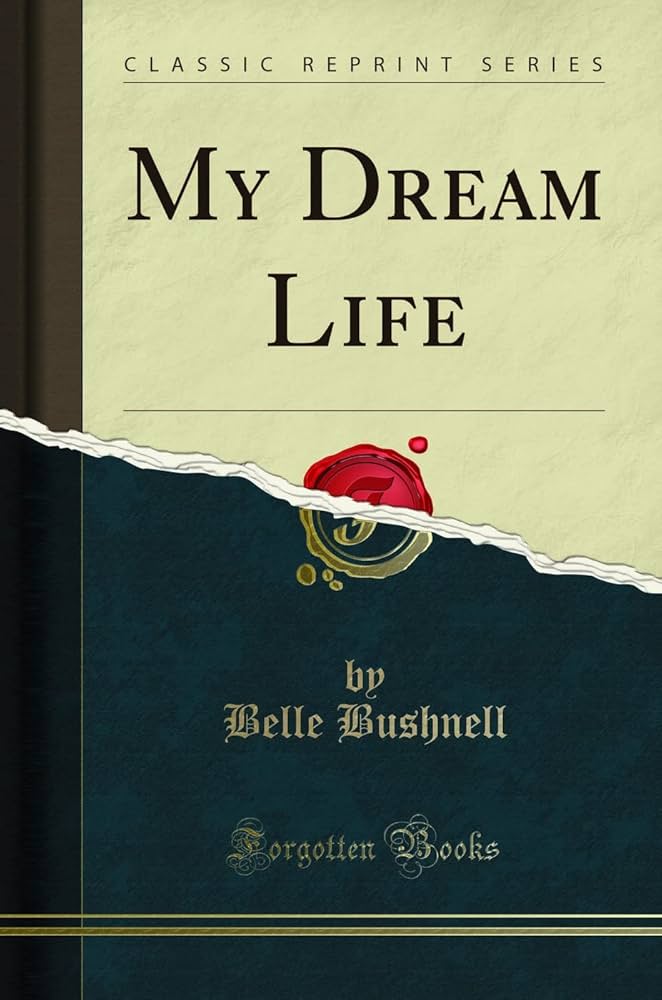 CLASSIC REPRINT SERIES
MY DREAM
LIFE
by
Belle Bushnell
Forgotten Books